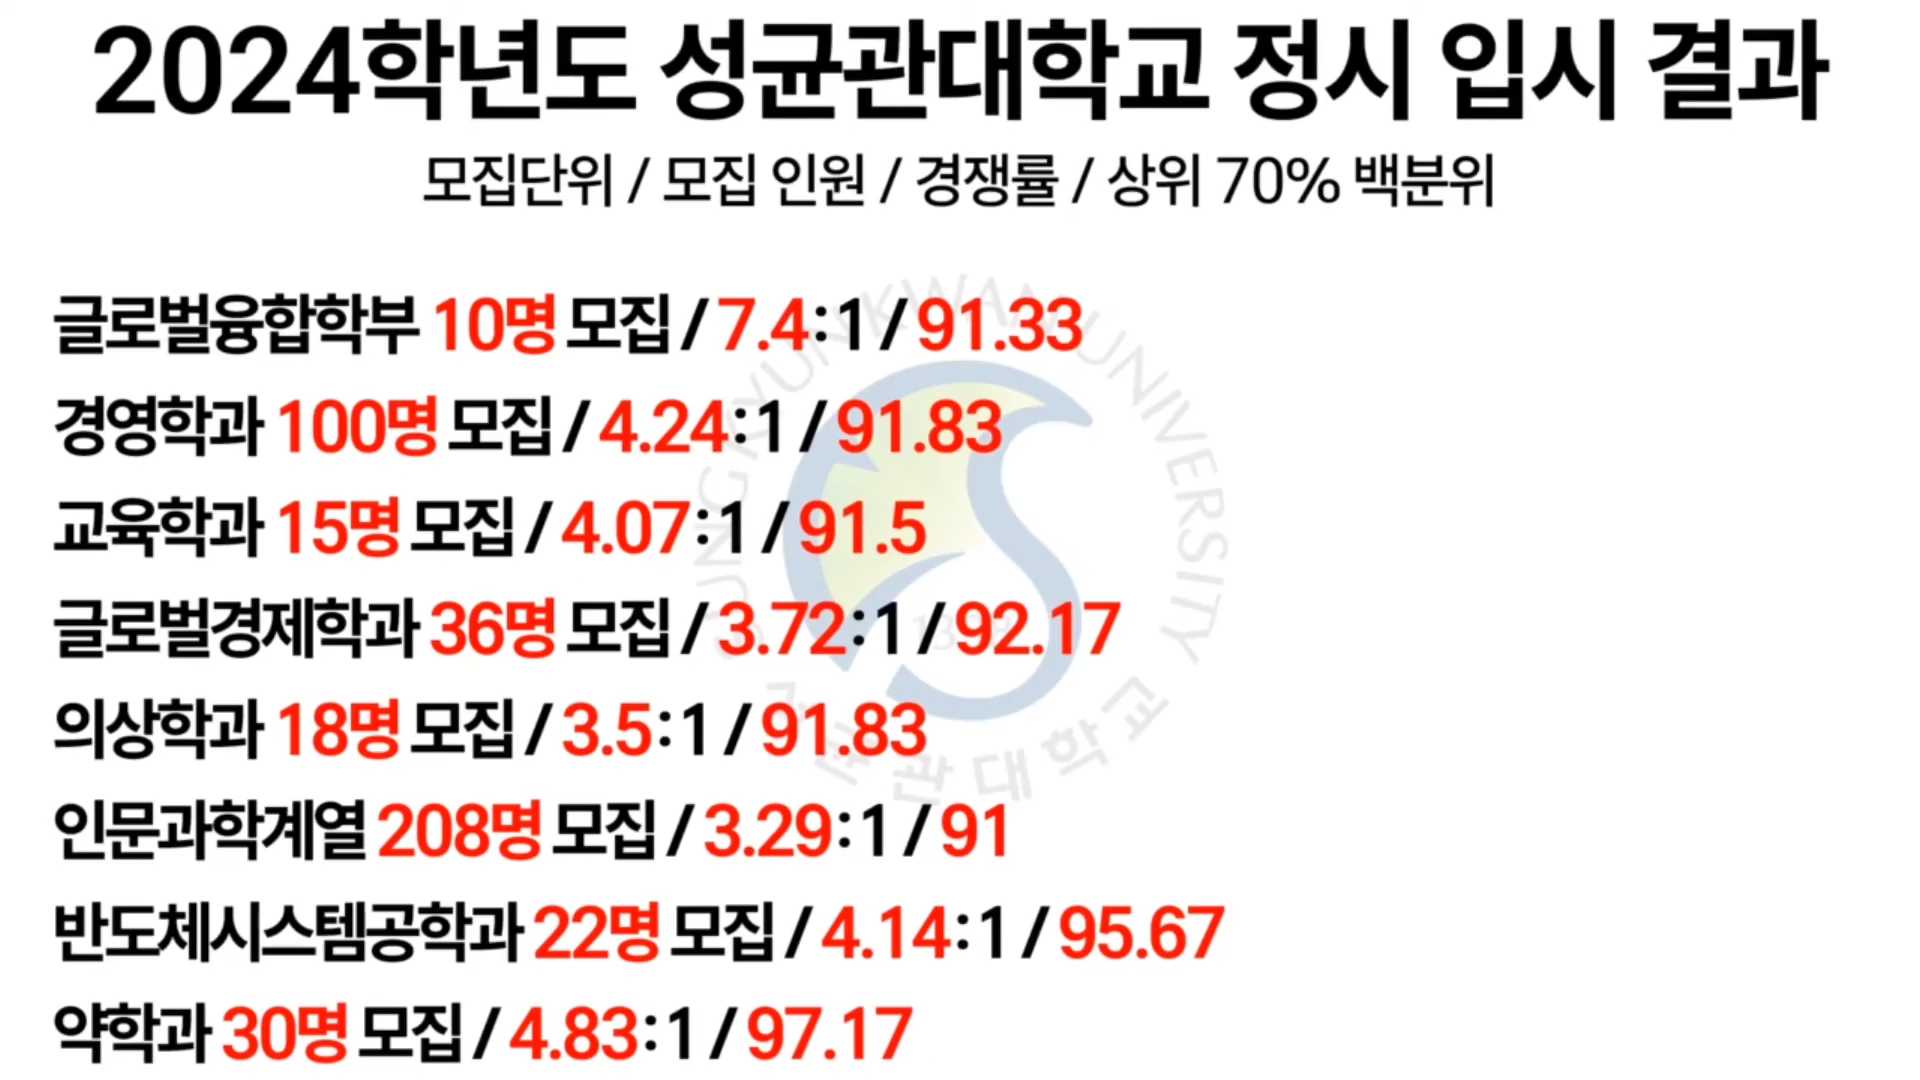 2024학년도 성균관대학교 정시 입시 결과
모집단위 / 모집 인원 / 경쟁률 / 상위 70% 백분위
글로벌융합학부 10명 모집 / 7.4:1 / 91.33
경영학과 100명 모집 / 4.24:1 / 91.83
교육학과 15명 모집 / 4.07:1 / 91.5
글로벌경제학과 36명 모집 / 3.72:1 / 92.17
의상학과 18명 모집 / 3.5:1 / 91.83
인문과학계열 208명 모집 / 3.29:1 / 91
반도체시스템공학과 22명 모집 / 4.14:1 / 95.67
약학과 30명 모집 / 4.83:1 / 97.17
SUNGKYUNKWAN UNIVERSITY
성균관대학교